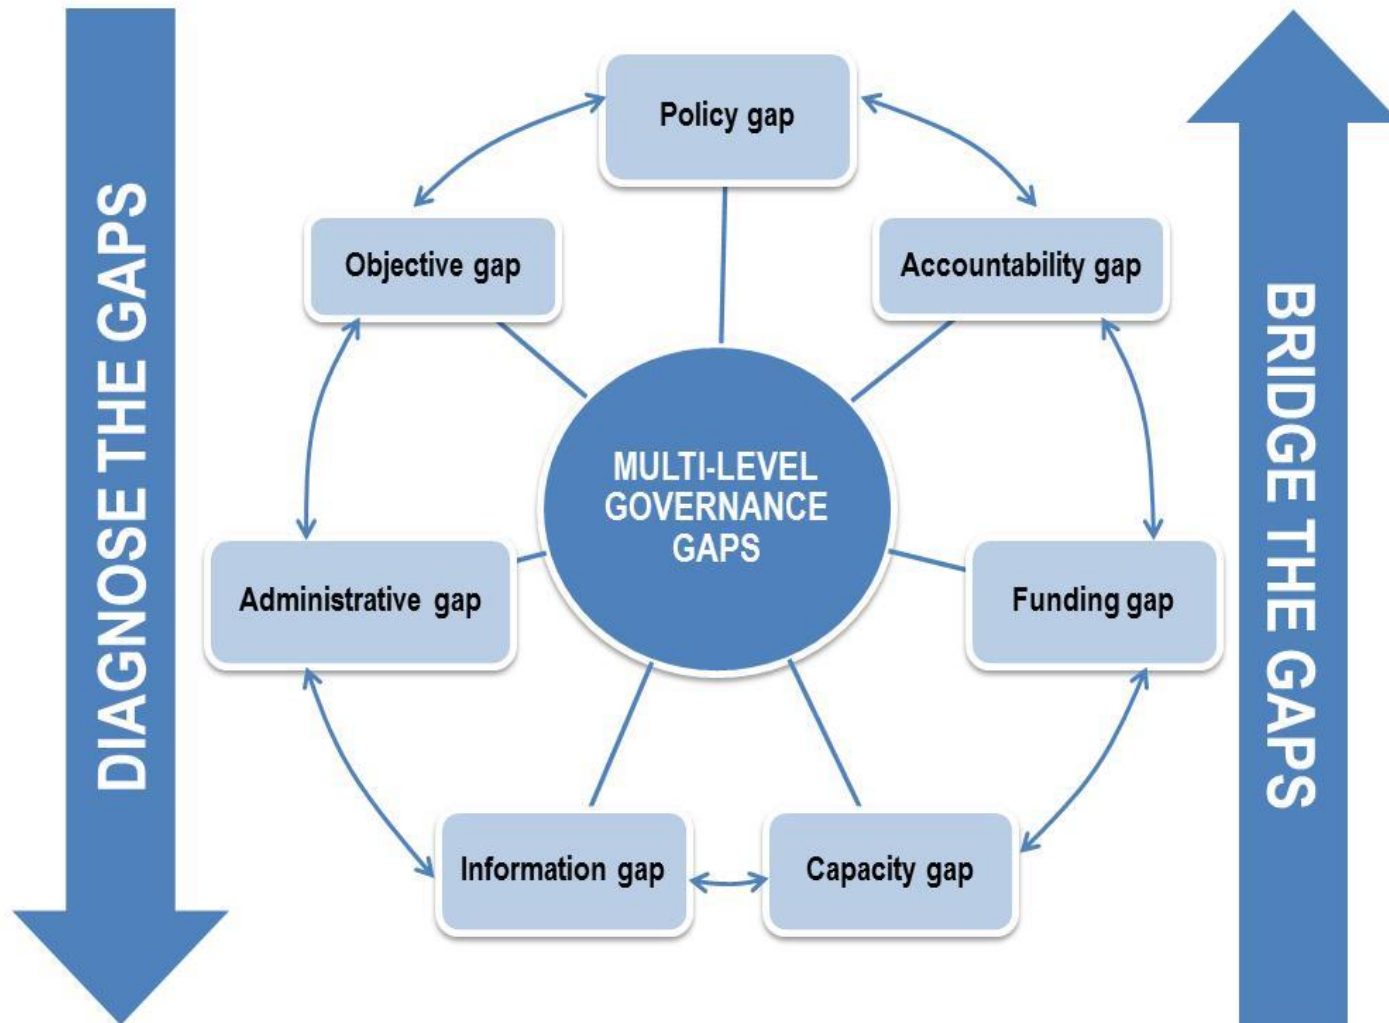 DIAGNOSE THE GAPS
Policy gap
Objective gap
Accountability gap
MULTI-LEVEL
GOVERNANCE
GAPS
Administrative gap
Funding gap
Information gap
Capacity gap
BRIDGE THE GAPS